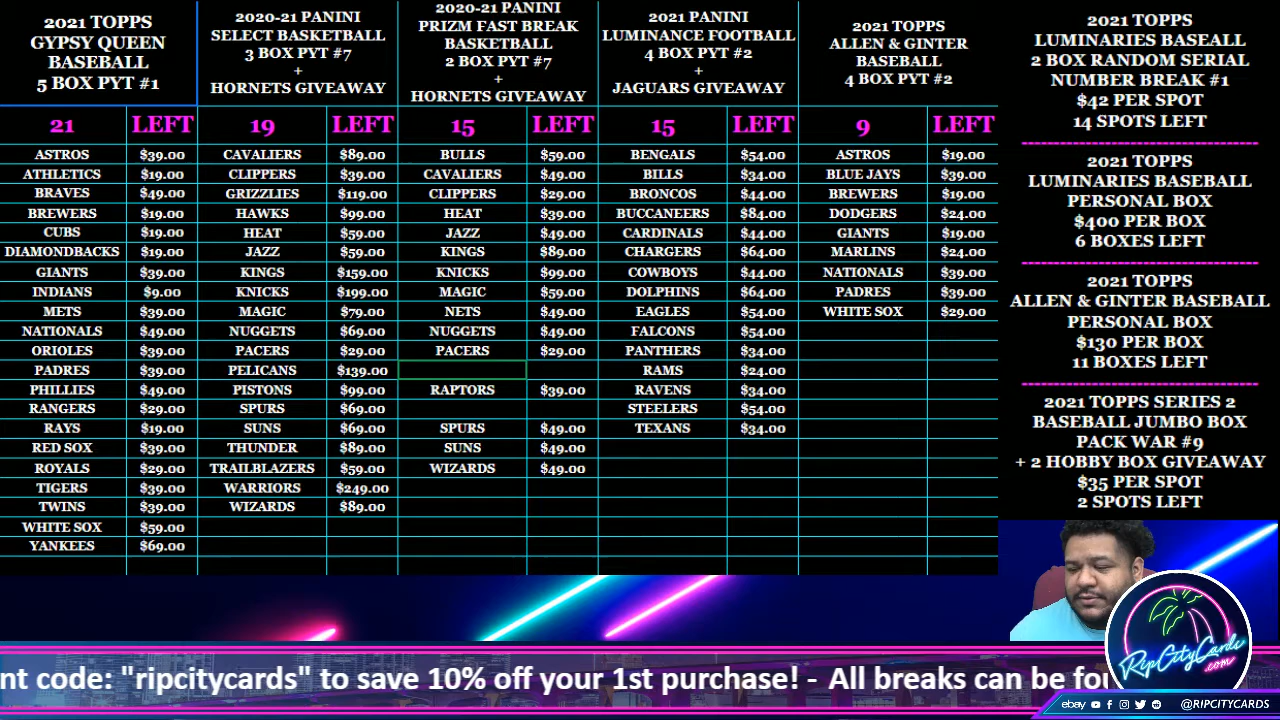 2021 TOPPS
GYPSY QUEEN
BASEBALL
5 BOX PYT #1
21 LEFT
ASTROS $39.00
ATHLETICS $19.00
BRAVES $49.00
BREWERS $19.00
CUBS $19.00
DIAMONDBACKS $19.00
GIANTS $39.00
INDIANS $9.00
METS $39.00
NATIONALS $49.00
ORIOLES $39.00
PADRES $39.00
PHILLIES $49.00
RANGERS $29.00
RAYS $19.00
RED SOX $39.00
ROYALS $29.00
TIGERS $39.00
TWINS $39.00
WHITE SOX $59.00
YANKEES $69.00
2020-21 PANINI
SELECT BASKETBALL
3 BOX PYT #7
+
HORNETS GIVEAWAY
19 LEFT
CAVALIERS $89.00
CLIPPERS $39.00
GRIZZLIES $119.00
HAWKS $99.00
HEAT $59.00
JAZZ $59.00
KINGS $159.00
KNICKS $199.00
MAGIC $79.00
NUGGETS $69.00
PACERS $29.00
PELICANS $139.00
PISTONS $99.00
SPURS $69.00
SUNS $69.00
THUNDER $89.00
TRAILBLAZERS $59.00
WARRIORS $249.00
WIZARDS $89.00
2020-21 PANINI
PRIZM FAST BREAK
BASKETBALL
2 BOX PYT #7
+
HORNETS GIVEAWAY
15 LEFT
BULLS $59.00
CAVALIERS $49.00
CLIPPERS $29.00
HEAT $39.00
JAZZ $49.00
KINGS $89.00
KNICKS $99.00
MAGIC $59.00
NETS $49.00
NUGGETS $49.00
PACERS $29.00
RAPTORS $39.00
SPURS $49.00
SUNS $49.00
WIZARDS $49.00
2021 PANINI
LUMINANCE FOOTBALL
4 BOX PYT #2
+
JAGUARS GIVEAWAY
15 LEFT
BENGALS $54.00
BILLS $34.00
BRONCOS $44.00
BUCCANEERS $84.00
CARDINALS $44.00
CHARGERS $64.00
COWBOYS $44.00
DOLPHINS $64.00
EAGLES $54.00
FALCONS $54.00
PANTHERS $34.00
RAMS $24.00
RAVENS $34.00
STEELERS $54.00
TEXANS $34.00
2021 TOPPS
ALLEN & GINTER
BASEBALL
4 BOX PYT #2
9 LEFT
ASTROS $19.00
BLUE JAYS $39.00
BREWERS $19.00
DODGERS $24.00
GIANTS $19.00
MARLINS $24.00
NATIONALS $39.00
PADRES $39.00
WHITE SOX $29.00
2021 TOPPS
LUMINARIES BASEALL
2 BOX RANDOM SERIAL
NUMBER BREAK #1
$42 PER SPOT
14 SPOTS LEFT
2021 TOPPS
LUMINARIES BASEBALL
PERSONAL BOX
$400 PER BOX
6 BOXES LEFT
2021 TOPPS
ALLEN & GINTER BASEBALL
PERSONAL BOX
$130 PER BOX
11 BOXES LEFT
2021 TOPPS SERIES 2
BASEBALL JUMBO BOX
PACK WAR #9
+ 2 HOBBY BOX GIVEAWAY
$35 PER SPOT
2 SPOTS LEFT
nt code: "ripcitycards" to save 10% off your 1st purchase! - All breaks can be fou
RipCityCards
.com
ebay @RIPCITYCARDS